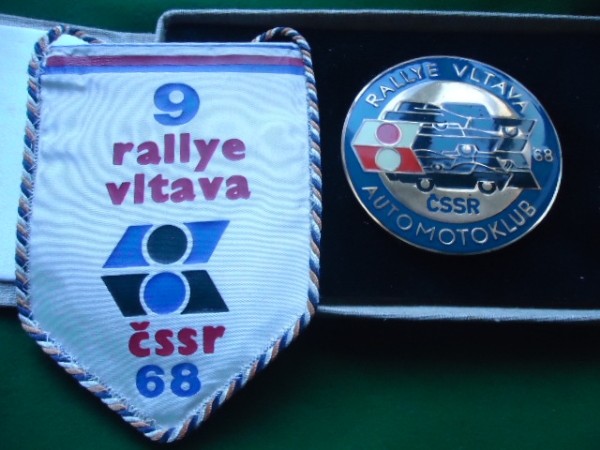 9
rallye
vltava
čssr
68
RALLYE VLTAVA
68
ČSSR
AUTOMOTOKLUB